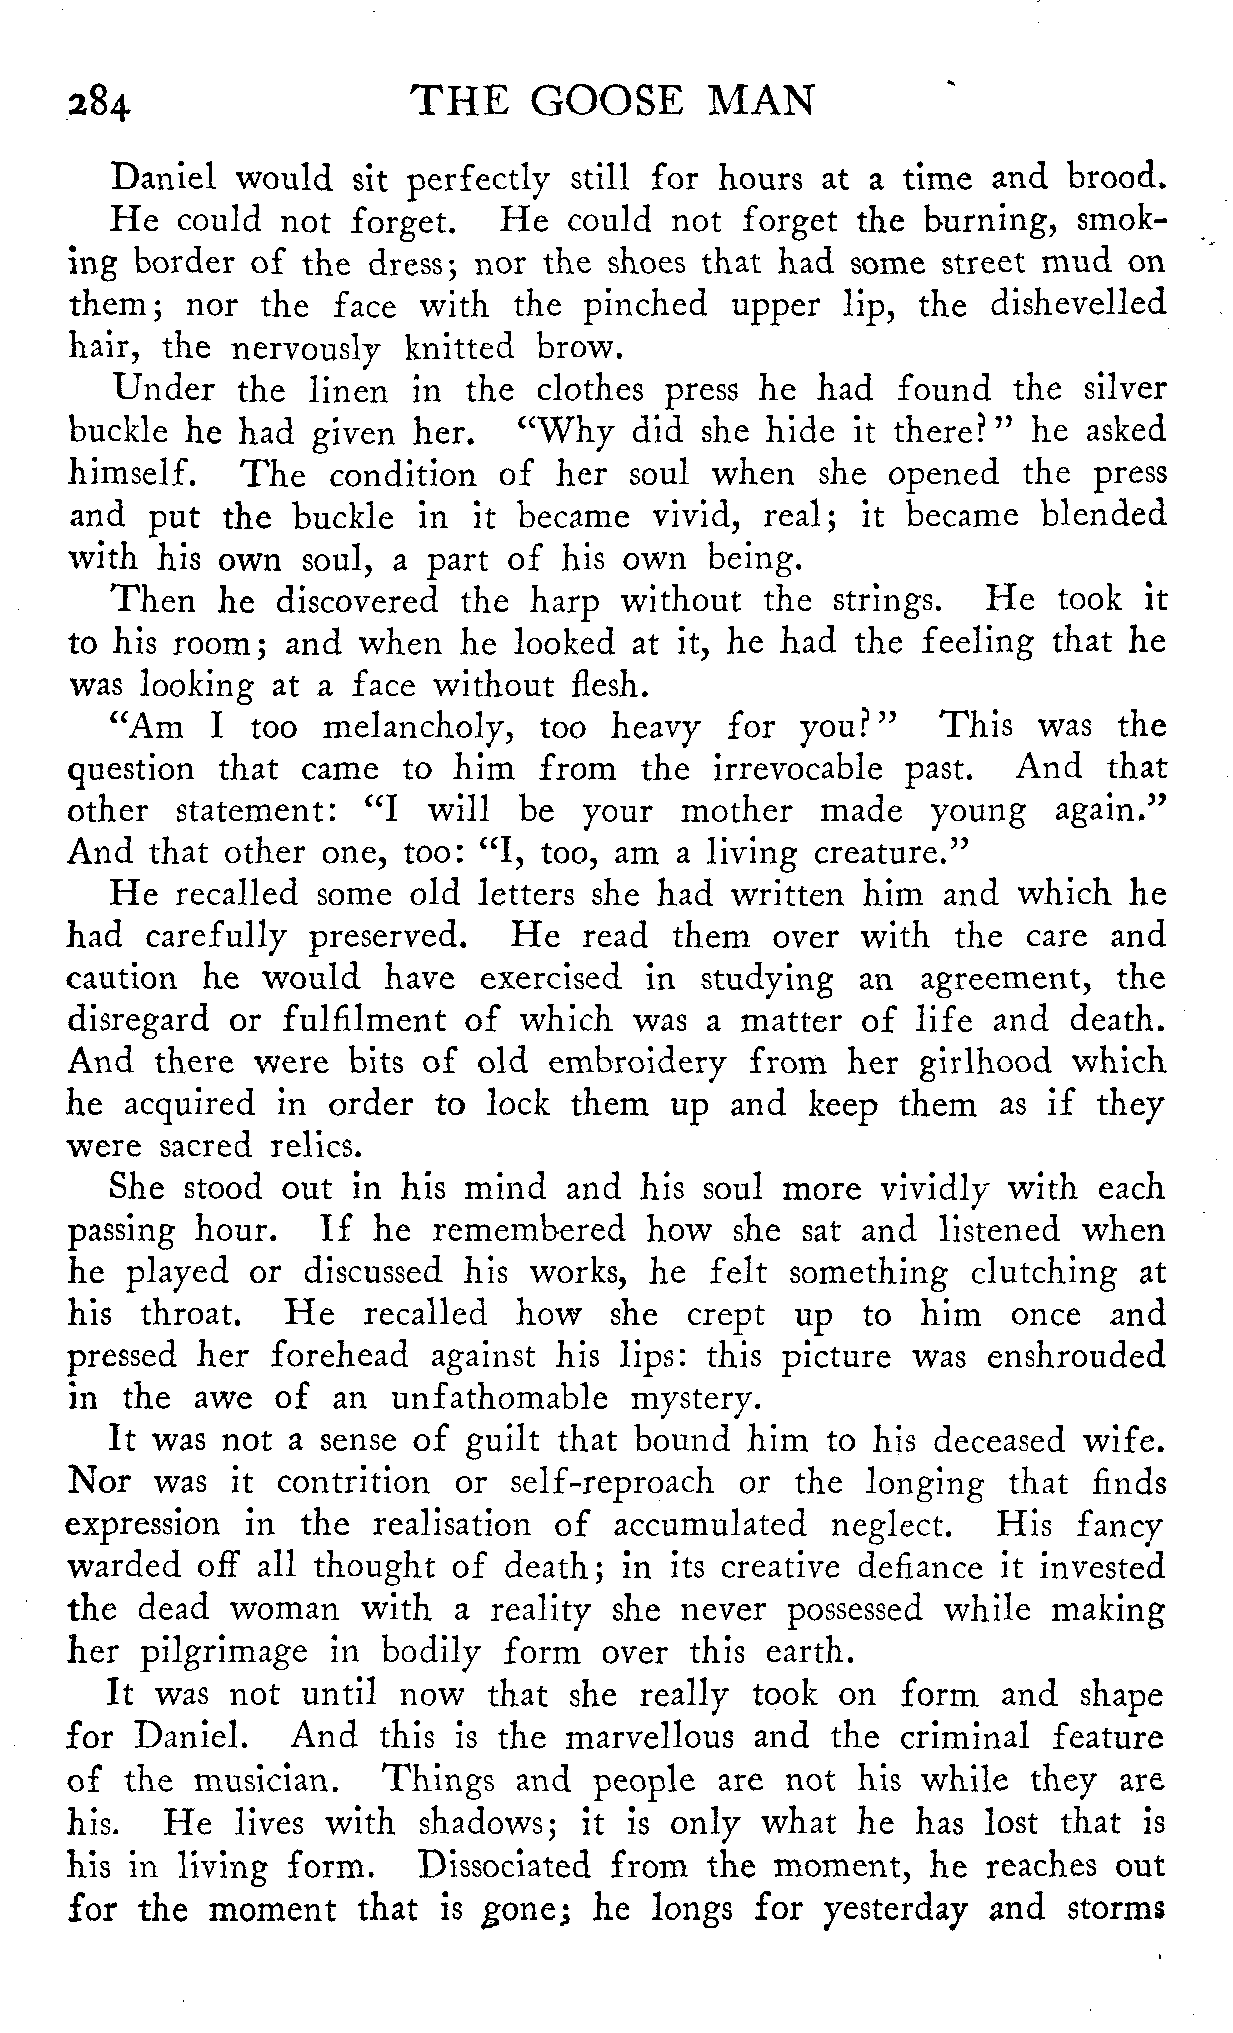 284 THE GOOSE MAN
Daniel would sit perfectly still for hours at a time and brood.
He could not forget. He could not forget the burning, smok-
ing border of the dress; nor the shoes that had some street mud on
them; nor the face with the pinched upper lip, the dishevelled
hair, the nervously knitted brow.
Under the linen in the clothes press he had found the silver
buckle he had given her. “Why did she hide it there?” he asked
himself. The condition of her soul when she opened the press
and put the buckle in it became vivid, real; it became blended
with his own soul, a part of his own being.
Then he discovered the harp without the strings. He took it
to his room; and when he looked at it, he had the feeling that he
was looking at a face without flesh.
“Am I too melancholy, too heavy for you?” This was the
question that came to him from the irrevocable past. And that
other statement: “I will be your mother made young again.”
And that other one, too: “I, too, am a living creature.”
He recalled some old letters she had written him and which he
had carefully preserved. He read them over with the care and
caution he would have exercised in studying an agreement, the
disregard or fulfilment of which was a matter of life and death.
And there were bits of old embroidery from her girlhood which
he acquired in order to lock them up and keep them as if they
were sacred relics.
She stood out in his mind and his soul more vividly with each
passing hour. If he remembered how she sat and listened when
he played or discussed his works, he felt something clutching at
his throat. He recalled how she crept up to him once and
pressed her forehead against his lips: this picture was enshrouded
in the awe of an unfathomable mystery.
It was not a sense of guilt that bound him to his deceased wife.
Nor was it contrition or self-reproach or the longing that finds
expression in the realisation of accumulated neglect. His fancy
warded off all thought of death; in its creative defiance it invested
the dead woman with a reality she never possessed while making
her pilgrimage in bodily form over this earth.
It was not until now that she really took on form and shape
for Daniel. And this is the marvellous and the criminal feature
of the musician. Things and people are not his while they are
his. He lives with shadows; it is only what he has lost that is
his in living form. Dissociated from the moment, he reaches out
for the moment that is gone; he longs for yesterday and storms